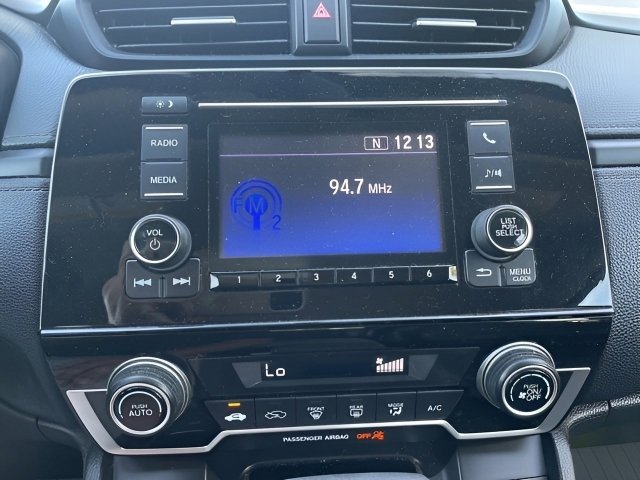 N 12 13
RADIO
94.7 MHz
MEDIA
FM 2
VOL
LIST
PUSH
SELECT
1 2 3 4 5 6
MENU
CLOCK
Lo
PUSH
AUTO
FRONT REAR MODE A/C
PUSH
ON/
OFF
PASSENGER AIRBAG OFF